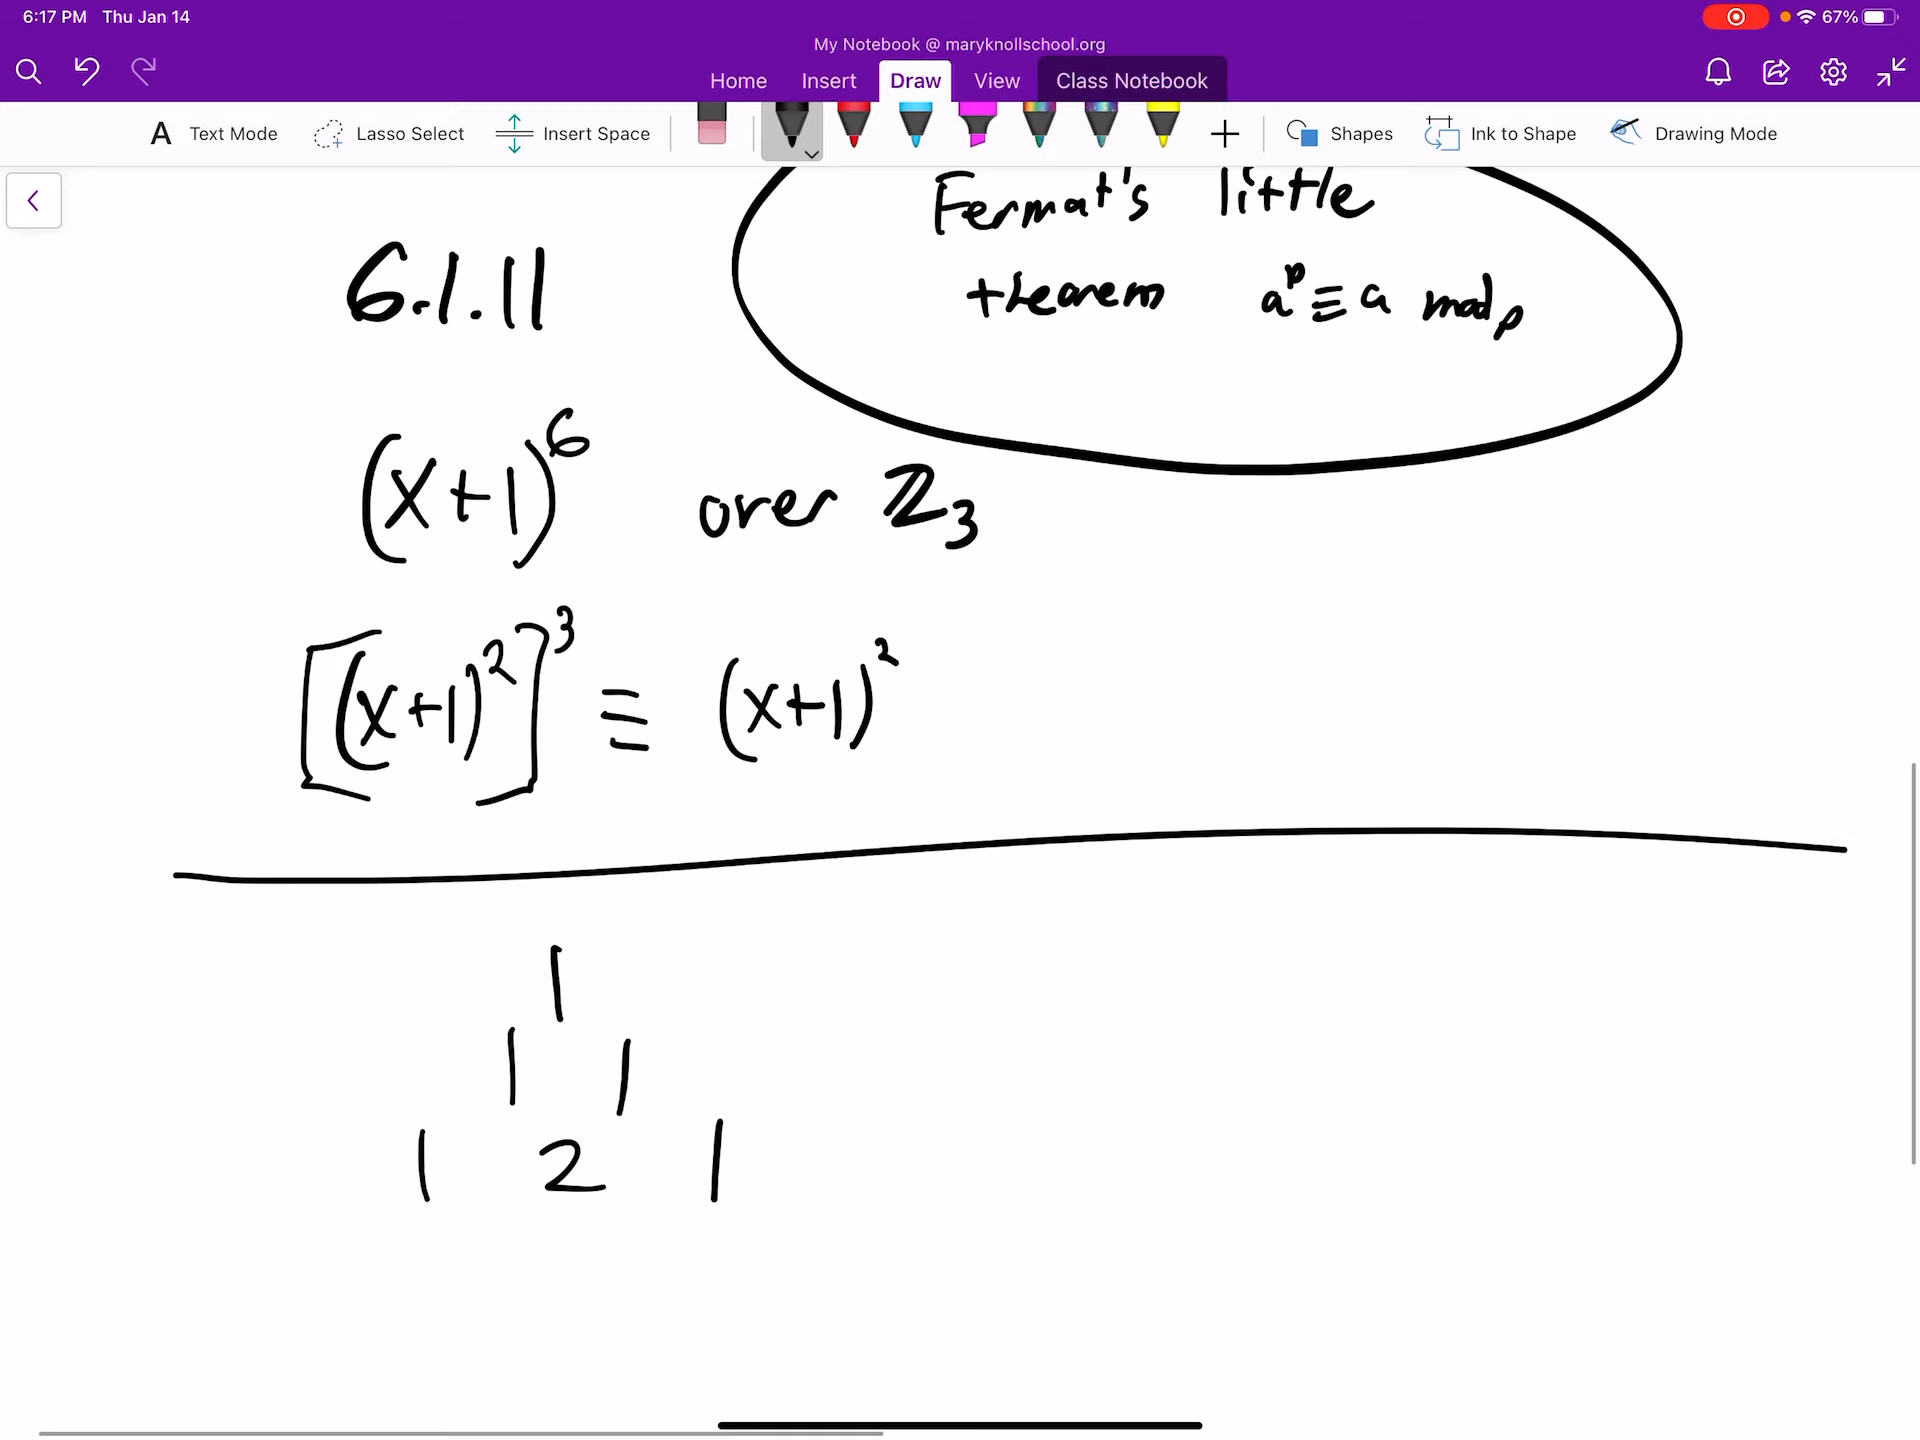 6:17 PM Thu Jan 14
67%
My Notebook @ maryknollschool.org
Home Insert Draw View Class Notebook
A Text Mode Lasso Select Insert Space Shapes Ink to Shape Drawing Mode
Fermat's little
theorem a^p ≡ a mod p
6.1.11
(x+1)^6 over ℤ_3
[(x+1)^2]^3 ≡ (x+1)^2
1
1 1
1 2 1